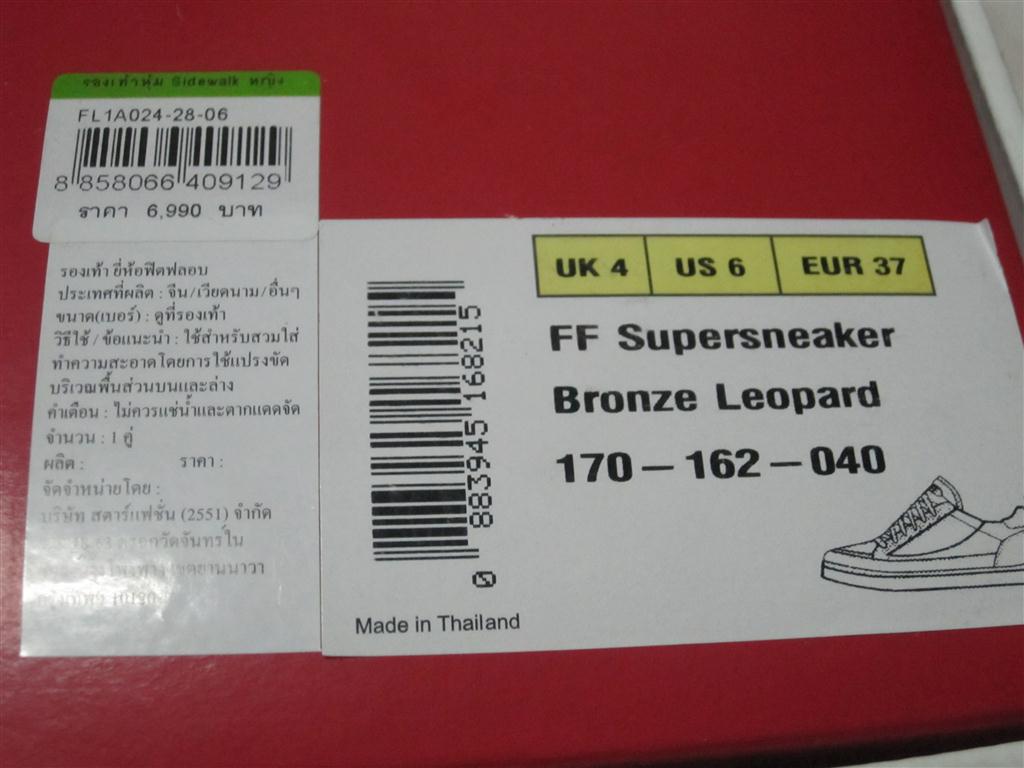 รองเท้าหุ้ม Sidewalk หญิง
FL1A024-28-06
8 858066 409129
ราคา 6,990 บาท
รองเท้า ยี่ห้อฟิตฟลอบ
ประเทศที่ผลิต : จีน/เวียดนาม/อื่นๆ
ขนาด(เบอร์) : ดูที่รองเท้า
วิธีใช้ / ข้อแนะนำ : ใช้สำหรับสวมใส่
ทำความสะอาดโดยการใช้แปรงขัด
บริเวณพื้นส่วนบนและล่าง
คำเตือน : ไม่ควรแช่น้ำและตากแดดจัด
จำนวน : 1 คู่
ผลิต : ราคา :
จัดจำหน่ายโดย :
บริษัท สตาร์แฟชั่น (2551) จำกัด
ตรอกวัดจันทร์ใน
UK 4 US 6 EUR 37
FF Supersneaker
Bronze Leopard
170-162-040
883945 168215 0
Made in Thailand